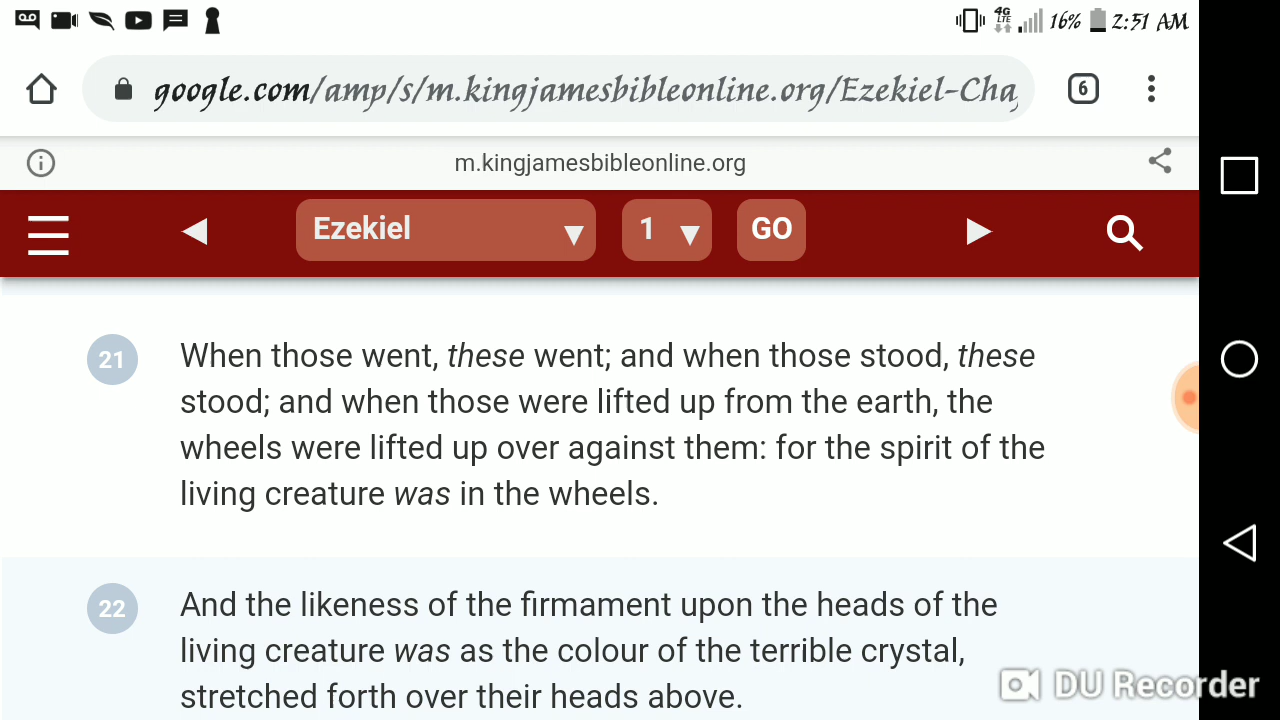 4G LTE 16% 2:51 AM
google.com/amp/s/m.kingjamesbibleonline.org/Ezekiel-Cha
6
m.kingjamesbibleonline.org
Ezekiel 1 GO
21 When those went, these went; and when those stood, these
stood; and when those were lifted up from the earth, the
wheels were lifted up over against them: for the spirit of the
living creature was in the wheels.
22 And the likeness of the firmament upon the heads of the
living creature was as the colour of the terrible crystal,
stretched forth over their heads above.
DU Recorder